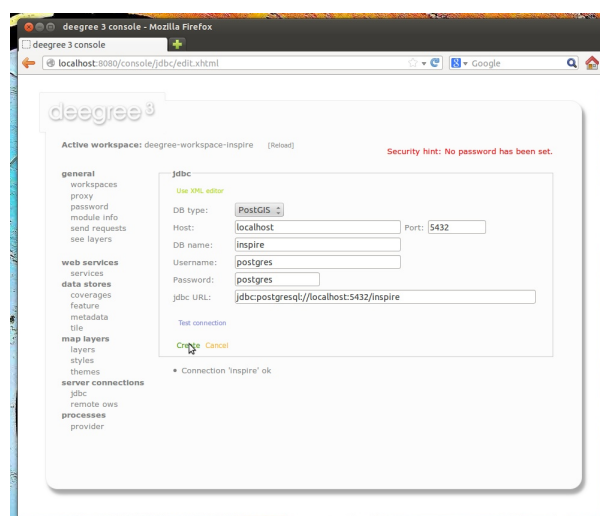 deegree 3 console - Mozilla Firefox
deegree 3 console
localhost:8080/console/jdbc/edit.xhtml
Google
deegree 3
Active workspace: deegree-workspace-inspire [Reload]
Security hint: No password has been set.
general
workspaces
proxy
password
module info
send requests
see layers
web services
services
data stores
coverages
feature
metadata
tile
map layers
layers
styles
themes
server connections
jdbc
remote ows
processes
provider
jdbc
Use XML editor
DB type: PostGIS
Host: localhost Port: 5432
DB name: inspire
Username: postgres
Password: postgres
jdbc URL: jdbc:postgresql://localhost:5432/inspire
Test connection
Create Cancel
• Connection 'inspire' ok